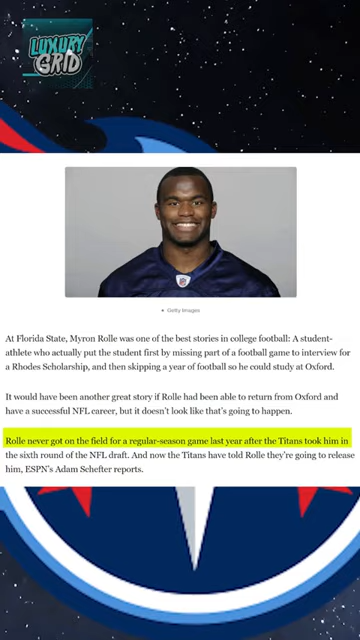 LUXURY
GRID
Getty Images
At Florida State, Myron Rolle was one of the best stories in college football: A student-
athlete who actually put the student first by missing part of a football game to interview for
a Rhodes Scholarship, and then skipping a year of football so he could study at Oxford.
It would have been another great story if Rolle had been able to return from Oxford and
have a successful NFL career, but it doesn't look like that's going to happen.
Rolle never got on the field for a regular-season game last year after the Titans took him in
the sixth round of the NFL draft. And now the Titans have told Rolle they're going to release
him, ESPN's Adam Schefter reports.